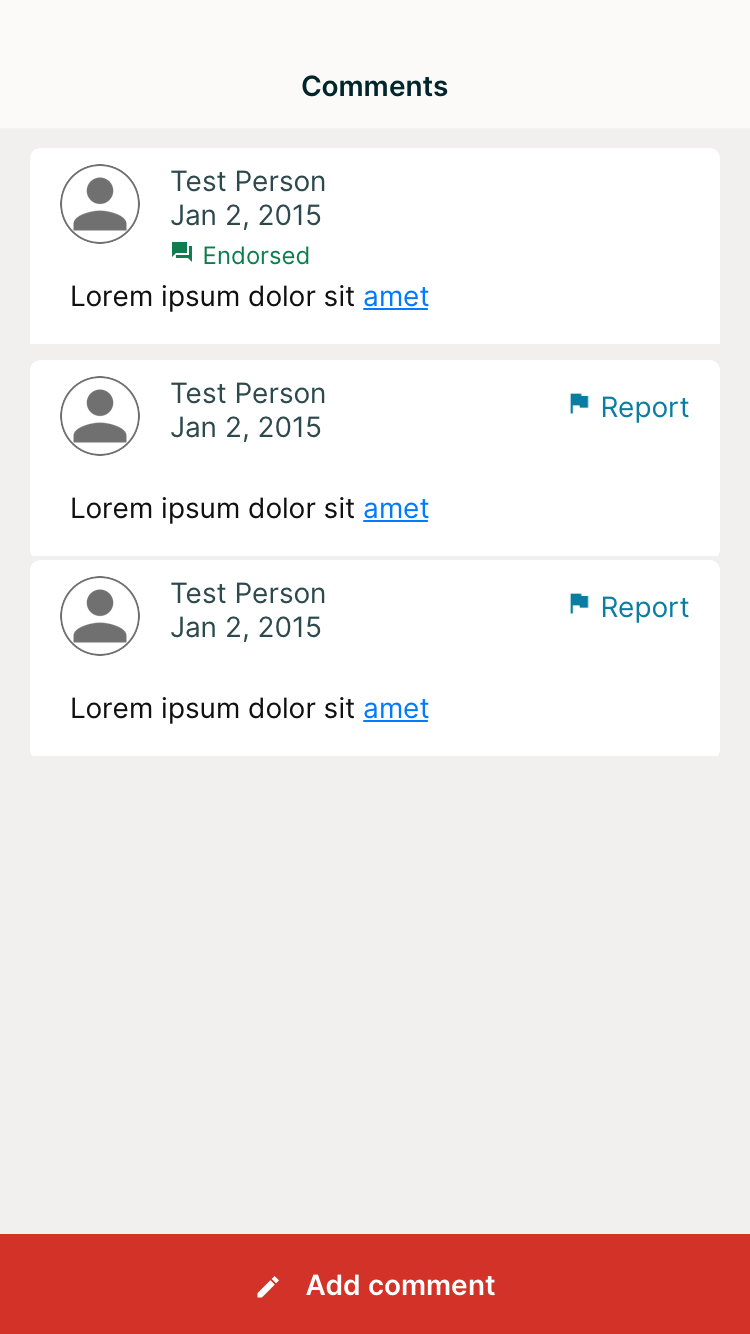 Comments
Test Person
Jan 2, 2015
Endorsed
Lorem ipsum dolor sit amet
Test Person
Jan 2, 2015
Report
Lorem ipsum dolor sit amet
Test Person
Jan 2, 2015
Report
Lorem ipsum dolor sit amet
Add comment